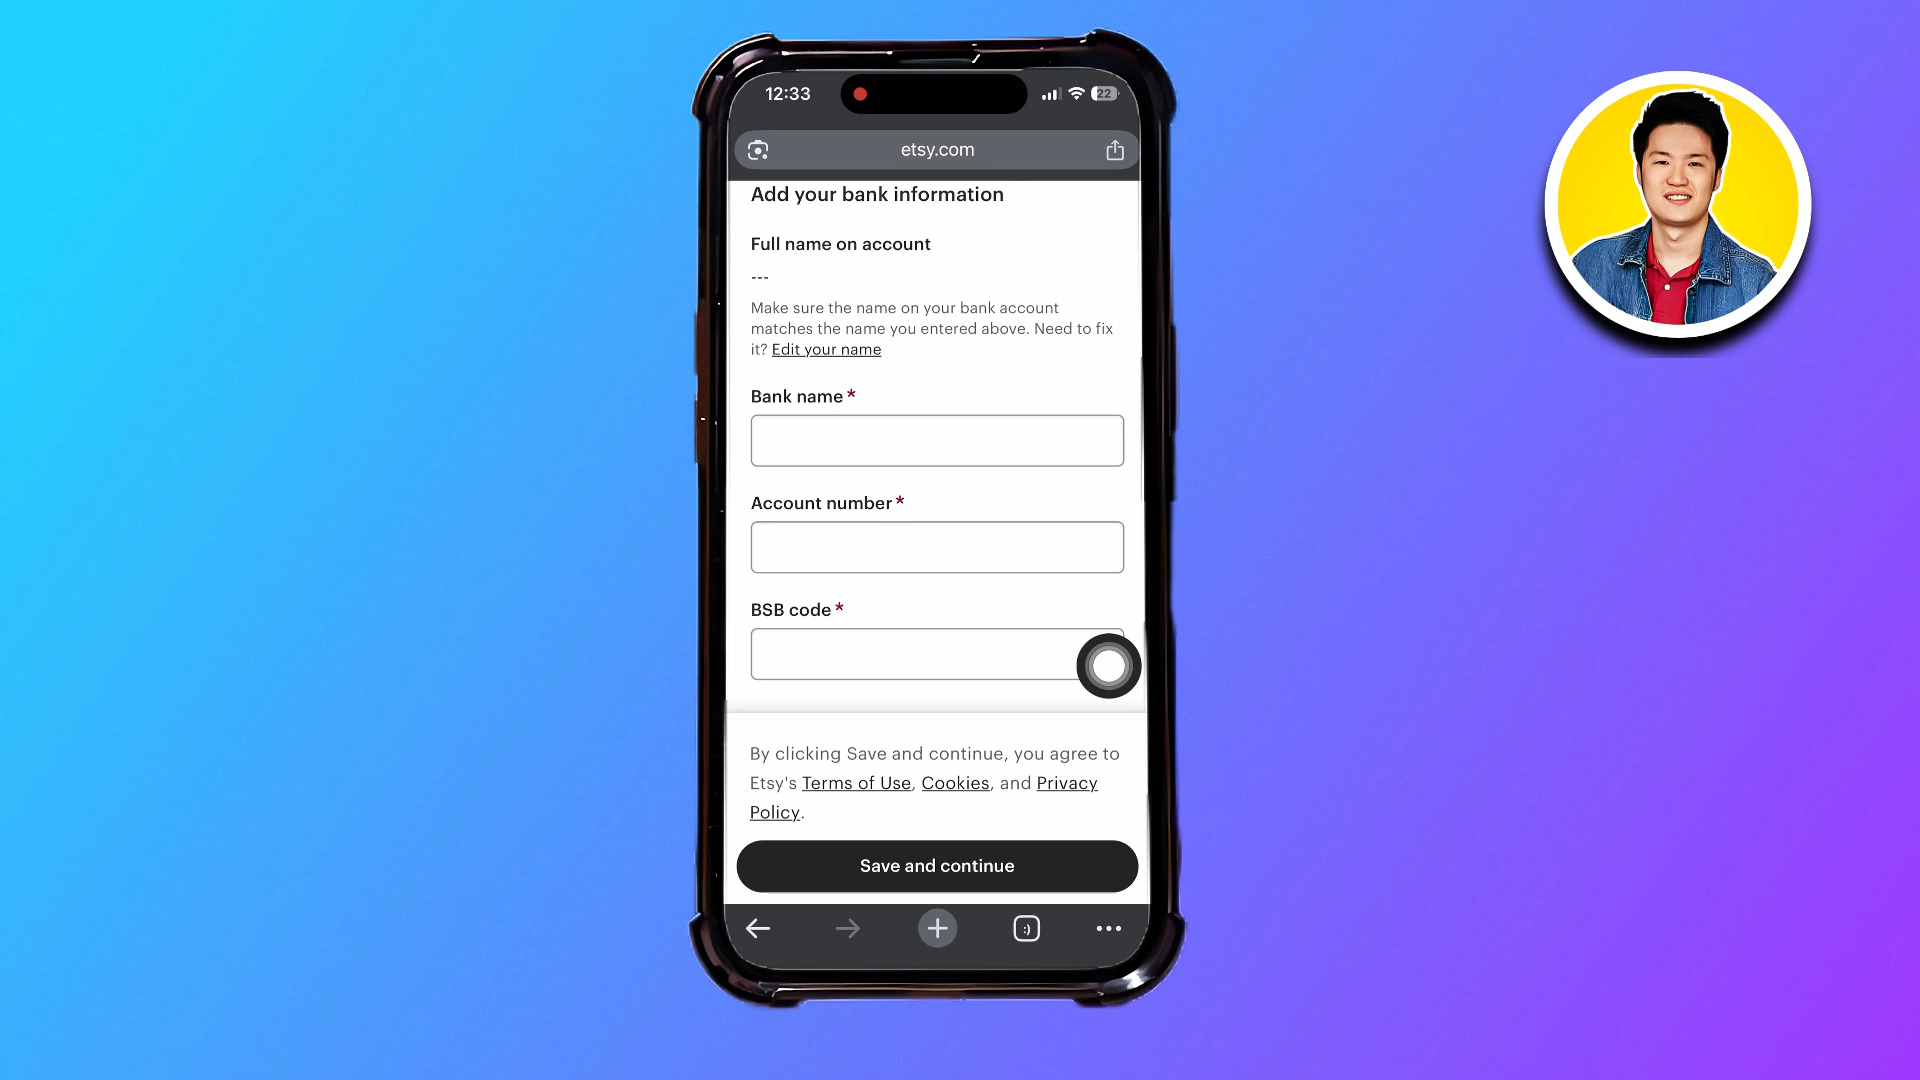 12:33
22
etsy.com
Add your bank information
Full name on account
---
Make sure the name on your bank account
matches the name you entered above. Need to fix
it? Edit your name
Bank name *
Account number *
BSB code *
By clicking Save and continue, you agree to
Etsy's Terms of Use, Cookies, and Privacy
Policy.
Save and continue
:)